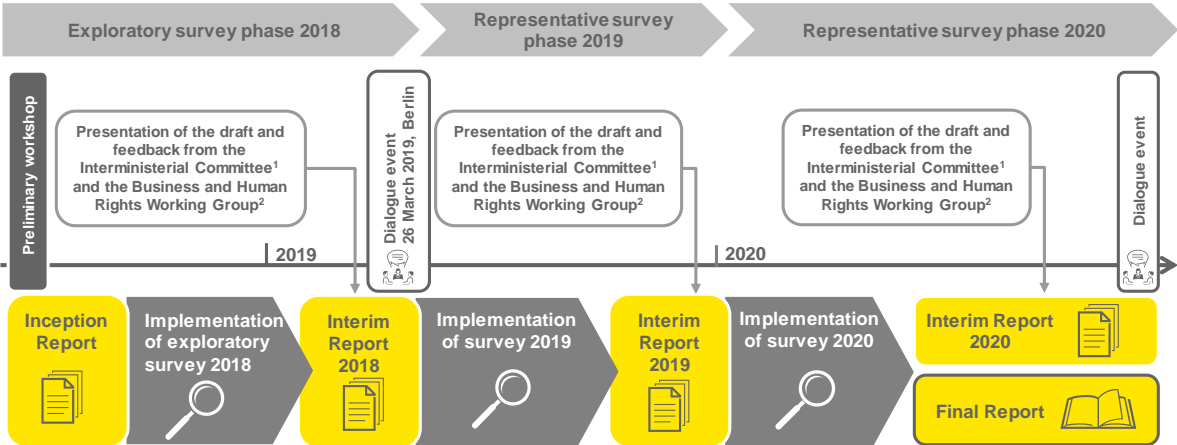 Exploratory survey phase 2018
Representative survey
phase 2019
Representative survey phase 2020
Preliminary workshop
Presentation of the draft and
feedback from the
Interministerial Committee¹
and the Business and Human
Rights Working Group²
Dialogue event
26 March 2019, Berlin
Presentation of the draft and
feedback from the
Interministerial Committee¹
and the Business and Human
Rights Working Group²
Presentation of the draft and
feedback from the
Interministerial Committee¹
and the Business and Human
Rights Working Group²
Dialogue event
2019
2020
Inception
Report
Implementation
of exploratory
survey 2018
Interim
Report
2018
Implementation
of survey 2019
Interim
Report
2019
Implementation
of survey 2020
Interim Report
2020
Final Report